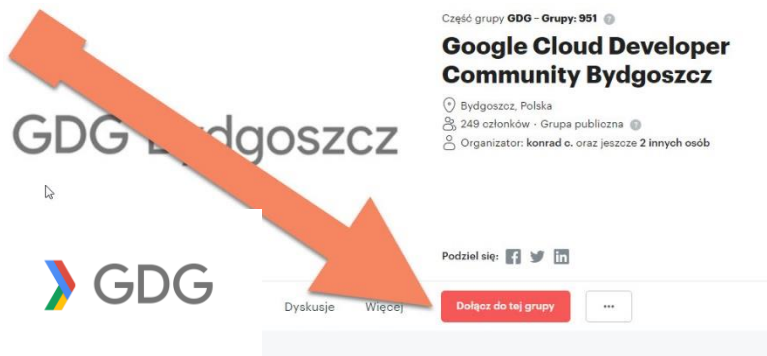 Część grupy GDG – Grupy: 951
Google Cloud Developer
Community Bydgoszcz
Bydgoszcz, Polska
249 członków · Grupa publiczna
Organizator: konrad c. oraz jeszcze 2 innych osób
GDG Bydgoszcz
GDG
Podziel się:
Dyskusje Więcej Dołącz do tej grupy ...